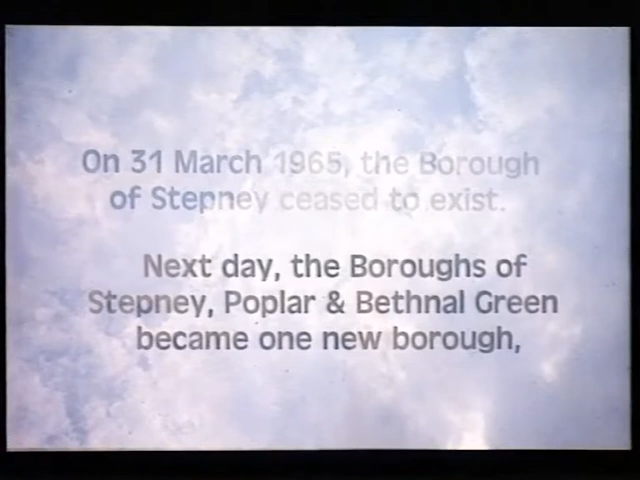 On 31 March 1965, the Borough
of Stepney ceased to exist.
Next day, the Boroughs of
Stepney, Poplar & Bethnal Green
became one new borough,